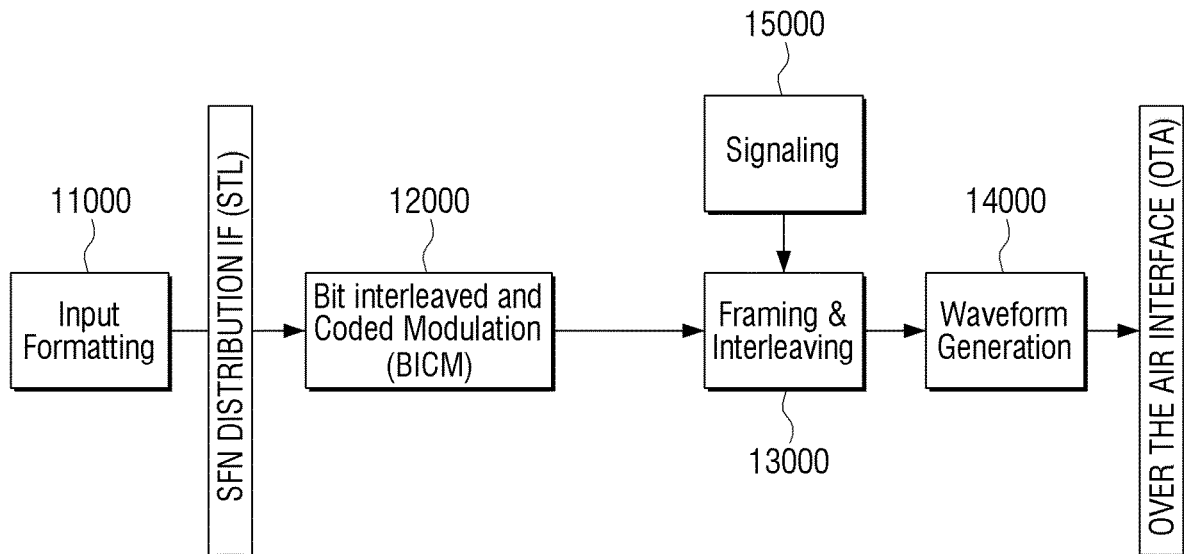 15000
Signaling
11000
Input
Formatting
SFN DISTRIBUTION IF (STL)
12000
Bit interleaved and
Coded Modulation
(BICM)
Framing &
Interleaving
13000
14000
Waveform
Generation
OVER THE AIR INTERFACE (OTA)